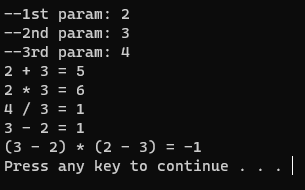 --1st param: 2
--2nd param: 3
--3rd param: 4
2 + 3 = 5
2 * 3 = 6
4 / 3 = 1
3 - 2 = 1
(3 - 2) * (2 - 3) = -1
Press any key to continue . . .